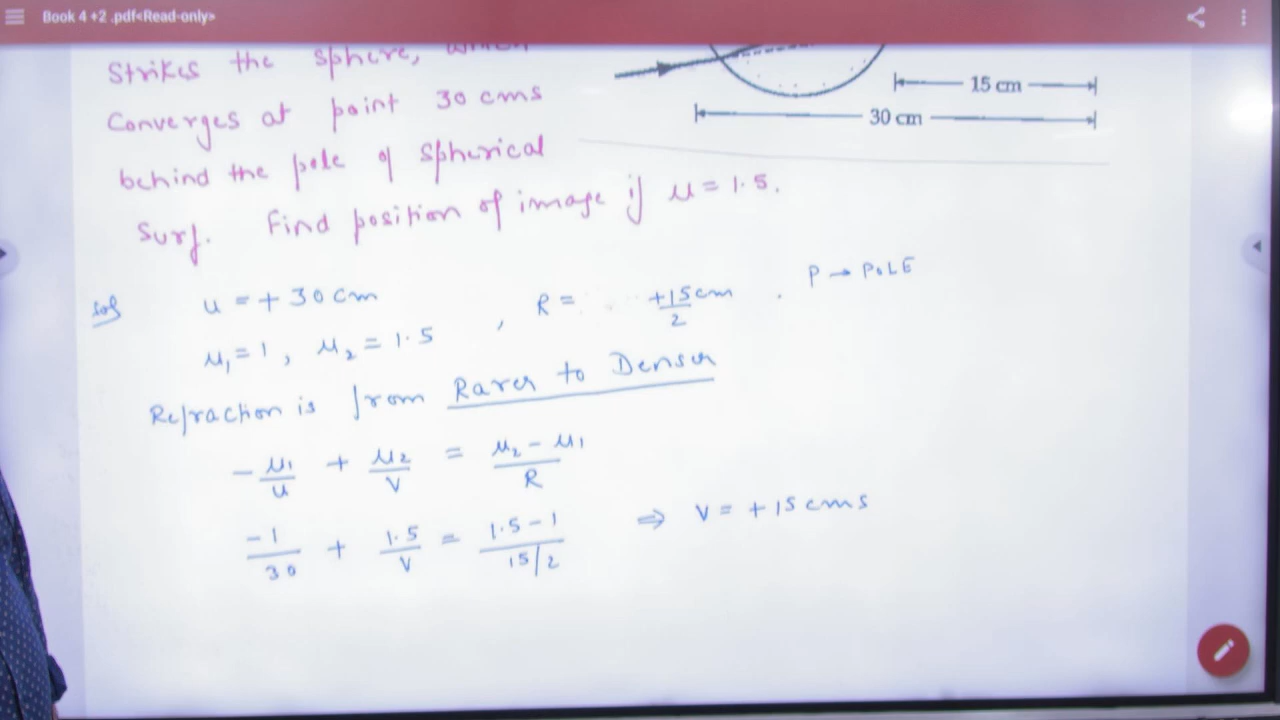 Book 4 +2 .pdf<Read-only>
Strikes the sphere, which
Converges at point 30 cms
behind the pole of spherical
Surf. Find position of image if μ = 1.5.
15 cm
30 cm
Sol u = + 30 cm , R = +15 cm / 2 . P → POLE
μ₁ = 1 , μ₂ = 1.5
Refraction is from Rarer to Denser
- μ₁/u + μ₂/v = μ₂ - μ₁ / R
-1/30 + 1.5/v = 1.5 - 1 / 15/2 ⇒ v = + 15 cms